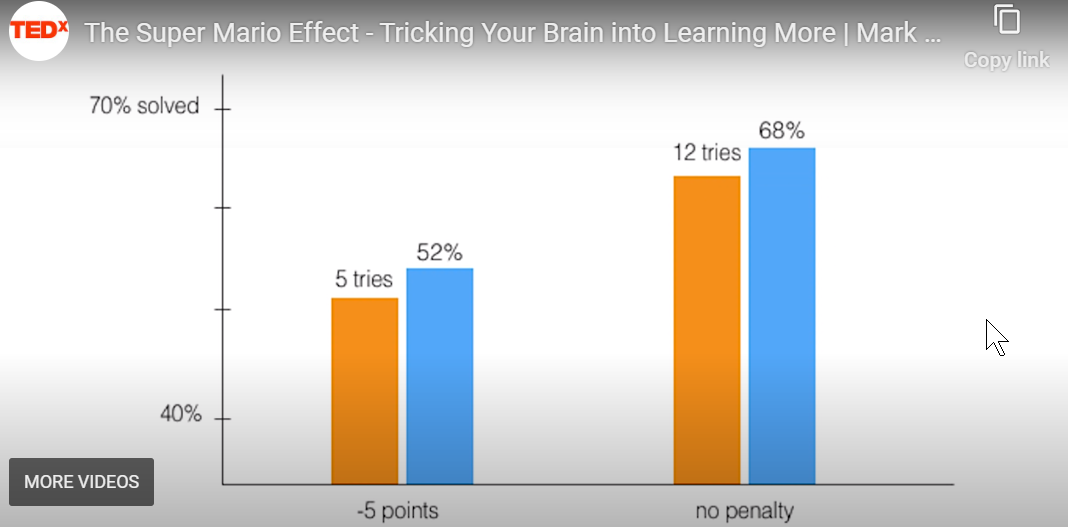 TEDx
The Super Mario Effect - Tricking Your Brain into Learning More | Mark ...
Copy link
70% solved
68%
12 tries
52%
5 tries
40%
MORE VIDEOS
-5 points
no penalty